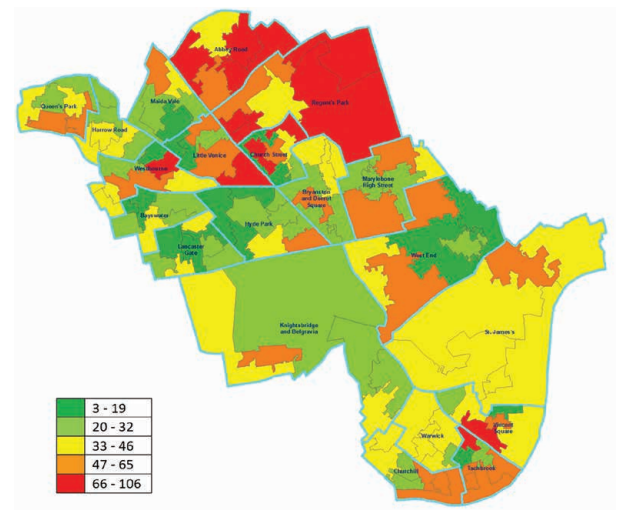 Abbey Road
Regent's Park
Queen's Park
Maida Vale
Harrow Road
Little Venice
Church Street
Westbourne
Marylebone
High Street
Bryanston
and Dorset
Square
Bayswater
Hyde Park
Lancaster
Gate
West End
Knightsbridge
and Belgravia
St. James's
Vincent
Square
Warwick
Churchill
Tachbrook
3 - 19
20 - 32
33 - 46
47 - 65
66 - 106